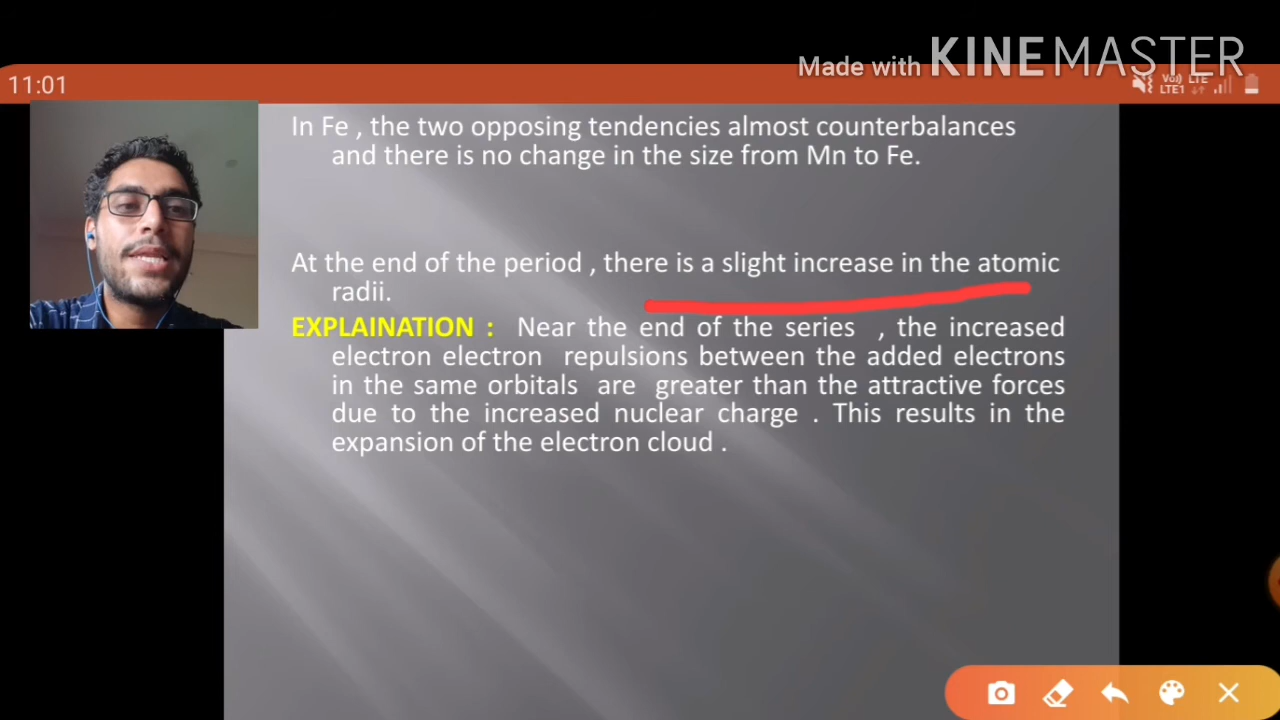 Made with KINEMASTER
11:01
Voi) LTE
LTE1
In Fe , the two opposing tendencies almost counterbalances
and there is no change in the size from Mn to Fe.
At the end of the period , there is a slight increase in the atomic
radii.
EXPLAINATION : Near the end of the series , the increased
electron electron repulsions between the added electrons
in the same orbitals are greater than the attractive forces
due to the increased nuclear charge . This results in the
expansion of the electron cloud .